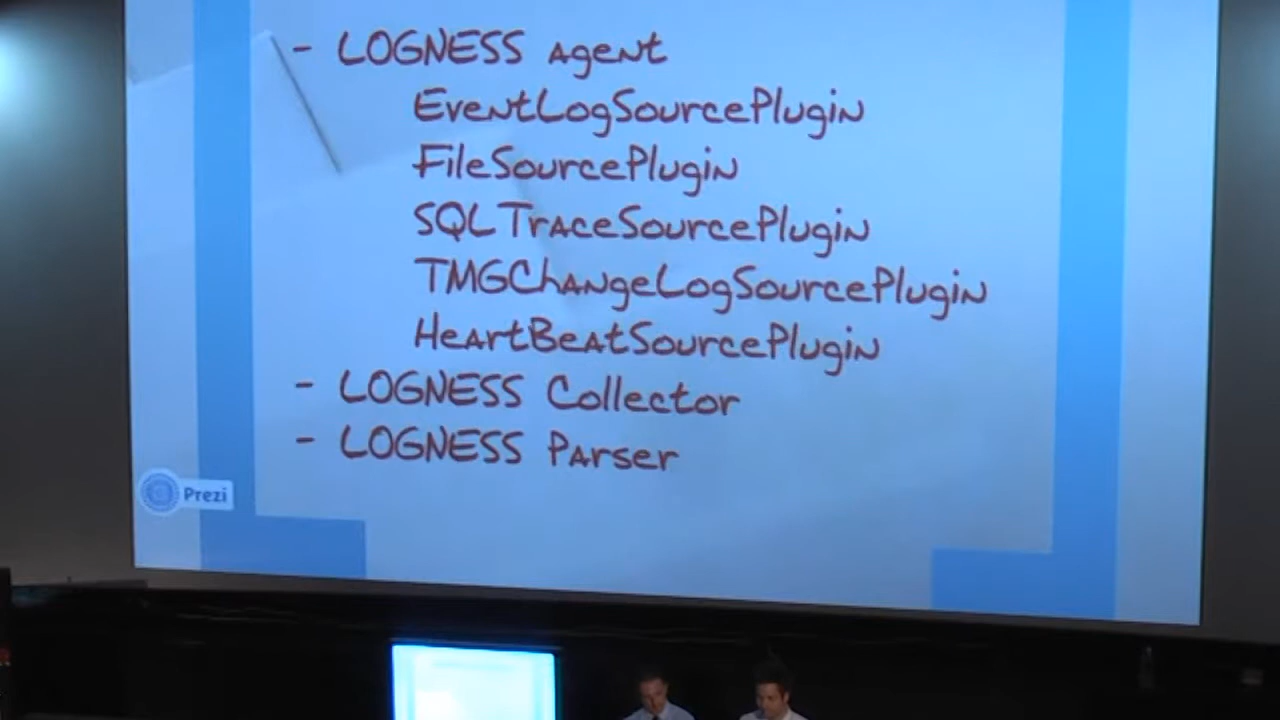 - LOGNESS Agent
EventLogSourcePlugin
FileSourcePlugin
SQLTraceSourcePlugin
TMGChangeLogSourcePlugin
HeartBeatSourcePlugin
- LOGNESS Collector
- LOGNESS Parser
Prezi